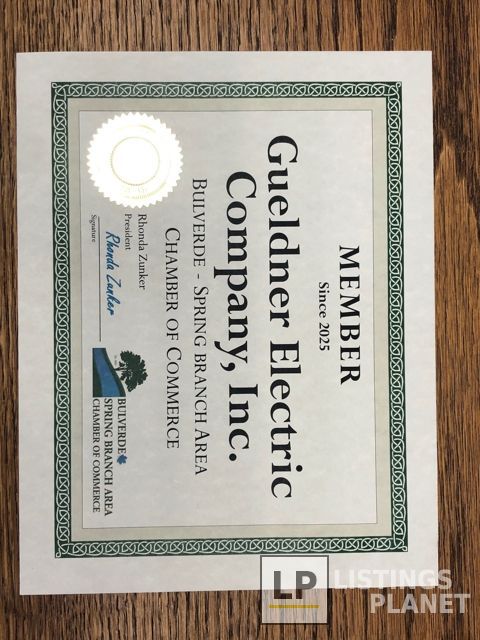 MEMBER
Since 2025
Gueldner Electric
Company, Inc.
BULVERDE - SPRING BRANCH AREA
CHAMBER OF COMMERCE
Rhonda Zunker
President
Rhonda Zunker
Signature
BULVERDE
SPRING BRANCH AREA
CHAMBER OF COMMERCE
LP
LISTINGS
PLANET